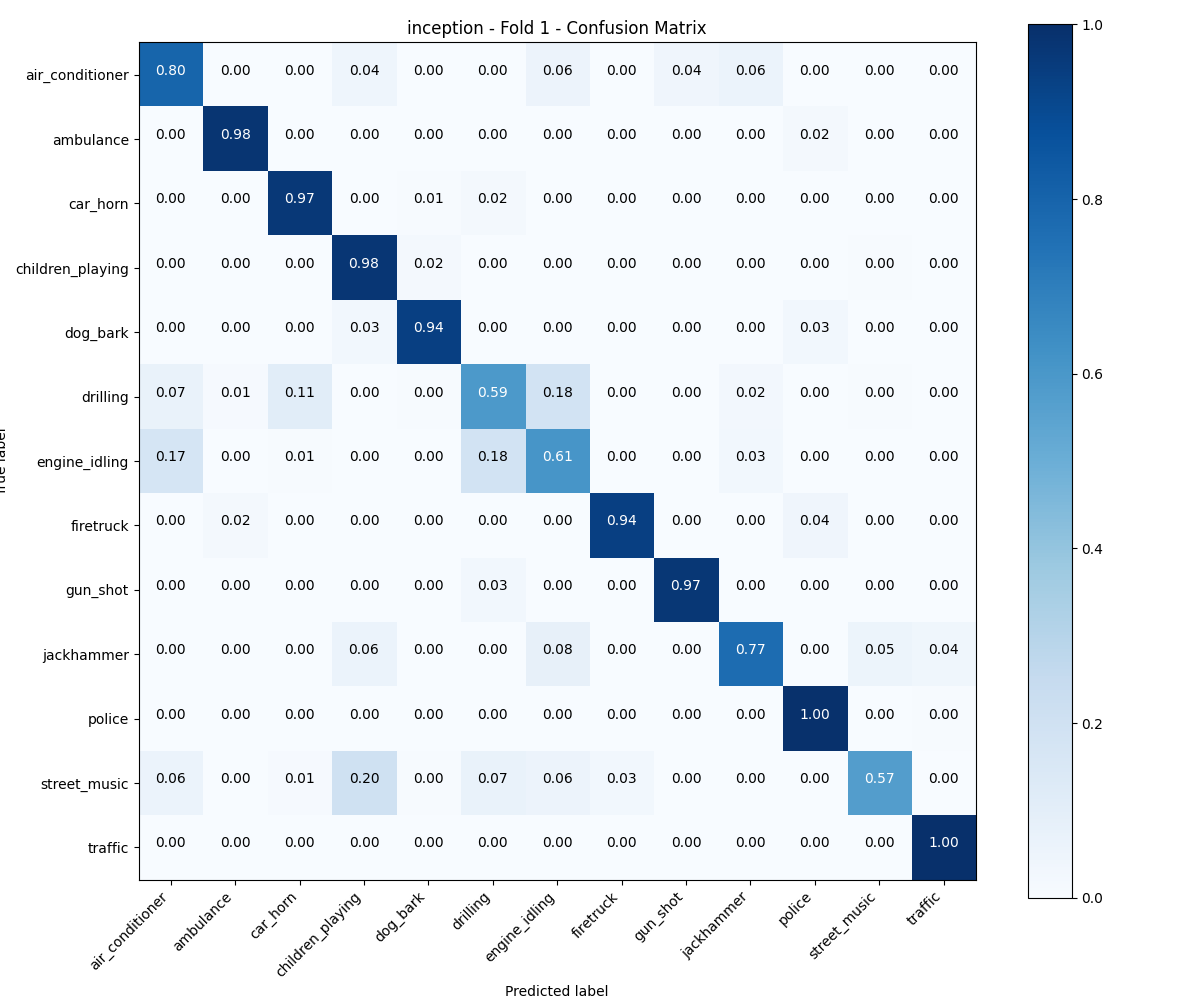 inception - Fold 1 - Confusion Matrix
air_conditioner 0.80 0.00 0.00 0.04 0.00 0.00 0.06 0.00 0.04 0.06 0.00 0.00 0.00
ambulance 0.00 0.98 0.00 0.00 0.00 0.00 0.00 0.00 0.00 0.00 0.02 0.00 0.00
car_horn 0.00 0.00 0.97 0.00 0.01 0.02 0.00 0.00 0.00 0.00 0.00 0.00 0.00
children_playing 0.00 0.00 0.00 0.98 0.02 0.00 0.00 0.00 0.00 0.00 0.00 0.00 0.00
dog_bark 0.00 0.00 0.00 0.03 0.94 0.00 0.00 0.00 0.00 0.00 0.03 0.00 0.00
drilling 0.07 0.01 0.11 0.00 0.00 0.59 0.18 0.00 0.00 0.02 0.00 0.00 0.00
engine_idling 0.17 0.00 0.01 0.00 0.00 0.18 0.61 0.00 0.00 0.03 0.00 0.00 0.00
firetruck 0.00 0.02 0.00 0.00 0.00 0.00 0.00 0.94 0.00 0.00 0.04 0.00 0.00
gun_shot 0.00 0.00 0.00 0.00 0.00 0.03 0.00 0.00 0.97 0.00 0.00 0.00 0.00
jackhammer 0.00 0.00 0.00 0.06 0.00 0.00 0.08 0.00 0.00 0.77 0.00 0.05 0.04
police 0.00 0.00 0.00 0.00 0.00 0.00 0.00 0.00 0.00 0.00 1.00 0.00 0.00
street_music 0.06 0.00 0.01 0.20 0.00 0.07 0.06 0.03 0.00 0.00 0.00 0.57 0.00
traffic 0.00 0.00 0.00 0.00 0.00 0.00 0.00 0.00 0.00 0.00 0.00 0.00 1.00
air_conditioner ambulance car_horn children_playing dog_bark drilling engine_idling firetruck gun_shot jackhammer police street_music traffic
Predicted label
1.0
0.8
0.6
0.4
0.2
0.0